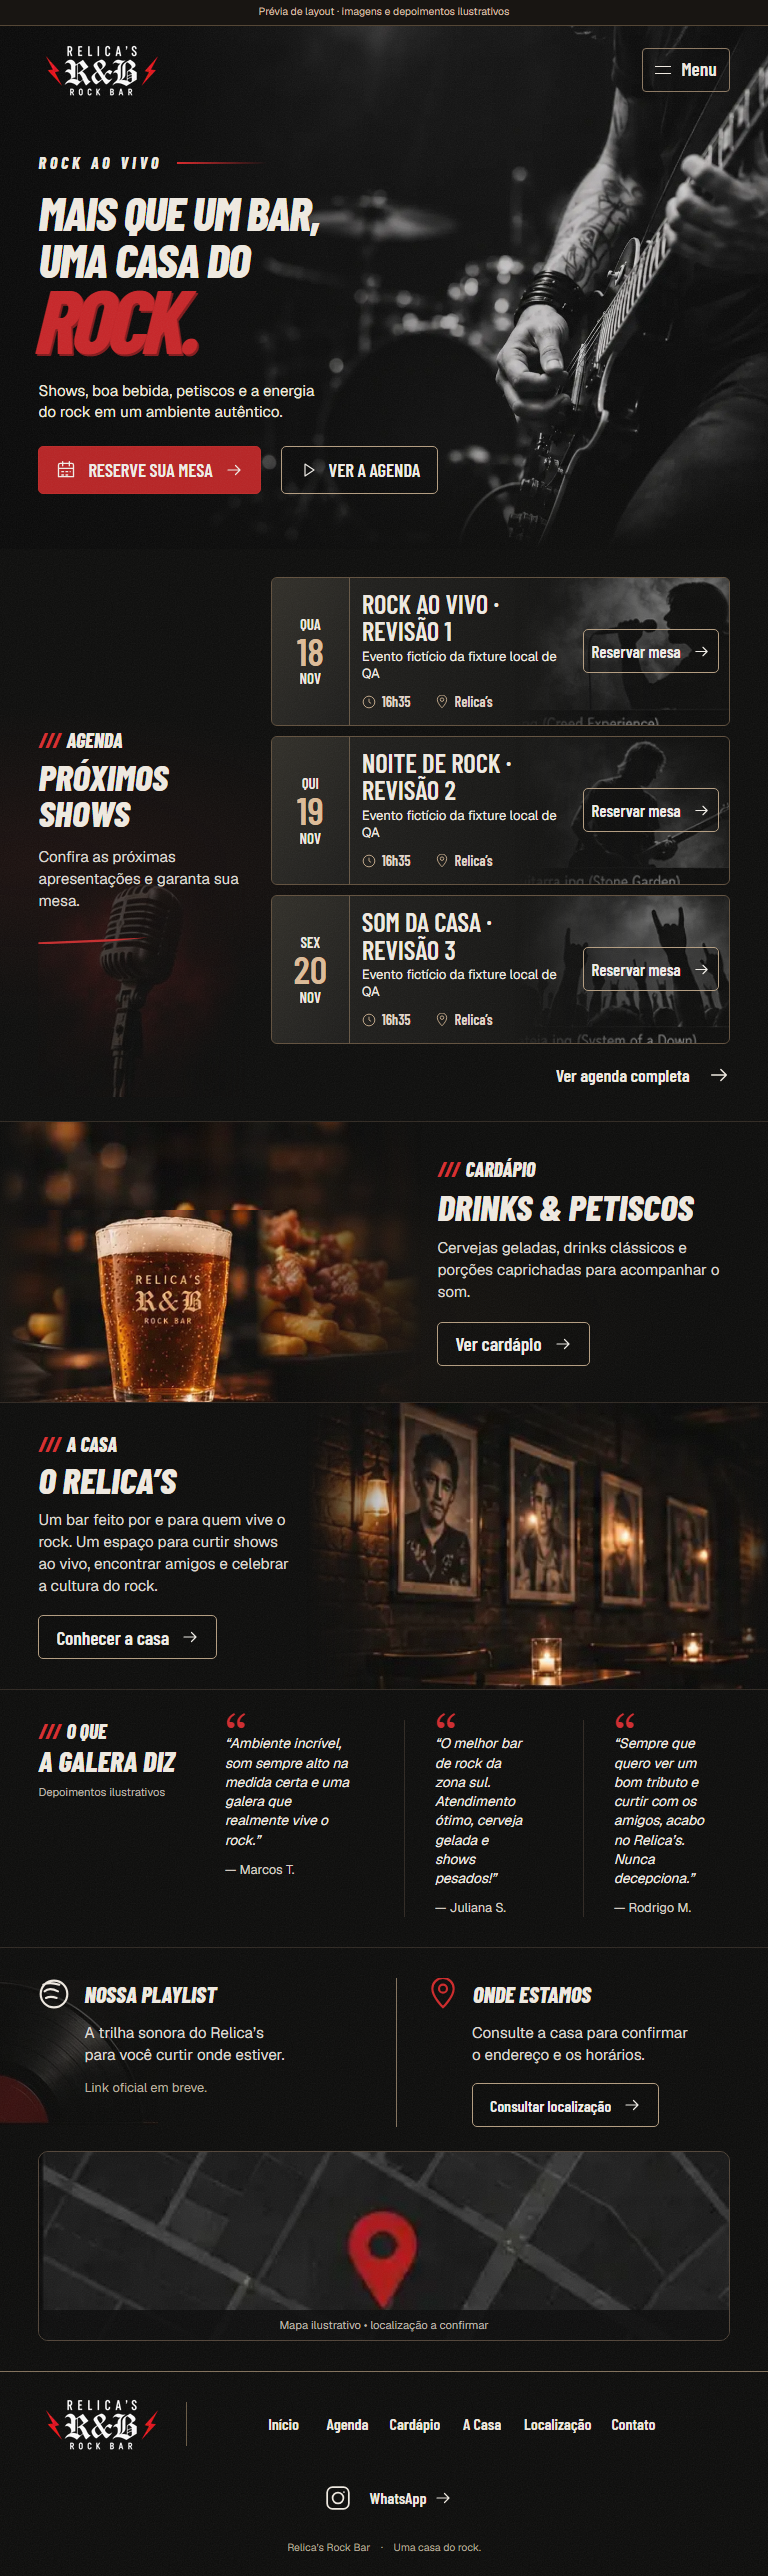 Prévia de layout · imagens e depoimentos ilustrativos
RELICA'S
R&B
ROCK BAR
Menu
ROCK AO VIVO
MAIS QUE UM BAR,
UMA CASA DO
ROCK.
Shows, boa bebida, petiscos e a energia
do rock em um ambiente autêntico.
RESERVE SUA MESA
VER A AGENDA
/// AGENDA
PRÓXIMOS
SHOWS
Confira as próximas
apresentações e garanta sua
mesa.
QUA
18
NOV
ROCK AO VIVO ·
REVISÃO 1
Evento fictício da fixture local de
QA
16h35
Relica’s
Reservar mesa
(Creed Experience)
QUI
19
NOV
NOITE DE ROCK ·
REVISÃO 2
Evento fictício da fixture local de
QA
16h35
Relica’s
Reservar mesa
(Stone Garden)
SEX
20
NOV
SOM DA CASA ·
REVISÃO 3
Evento fictício da fixture local de
QA
16h35
Relica’s
Reservar mesa
(System of a Down)
Ver agenda completa
RELICA'S
R&B
ROCK BAR
/// CARDÁPIO
DRINKS & PETISCOS
Cervejas geladas, drinks clássicos e
porções caprichadas para acompanhar o
som.
Ver cardápio
/// A CASA
O RELICA’S
Um bar feito por e para quem vive o
rock. Um espaço para curtir shows
ao vivo, encontrar amigos e celebrar
a cultura do rock.
Conhecer a casa
/// O QUE
A GALERA DIZ
Depoimentos ilustrativos
“
“Ambiente incrível,
som sempre alto na
medida certa e uma
galera que
realmente vive o
rock.”
— Marcos T.
“
“O melhor bar
de rock da
zona sul.
Atendimento
ótimo, cerveja
gelada e
shows
pesados!”
— Juliana S.
“
“Sempre que
quero ver um
bom tributo e
curtir com os
amigos, acabo
no Relica’s.
Nunca
decepciona.”
— Rodrigo M.
NOSSA PLAYLIST
A trilha sonora do Relica’s
para você curtir onde estiver.
Link oficial em breve.
ONDE ESTAMOS
Consulte a casa para confirmar
o endereço e os horários.
Consultar localização
Mapa ilustrativo • localização a confirmar
RELICA'S
R&B
ROCK BAR
Início
Agenda
Cardápio
A Casa
Localização
Contato
WhatsApp
Relica’s Rock Bar · Uma casa do rock.